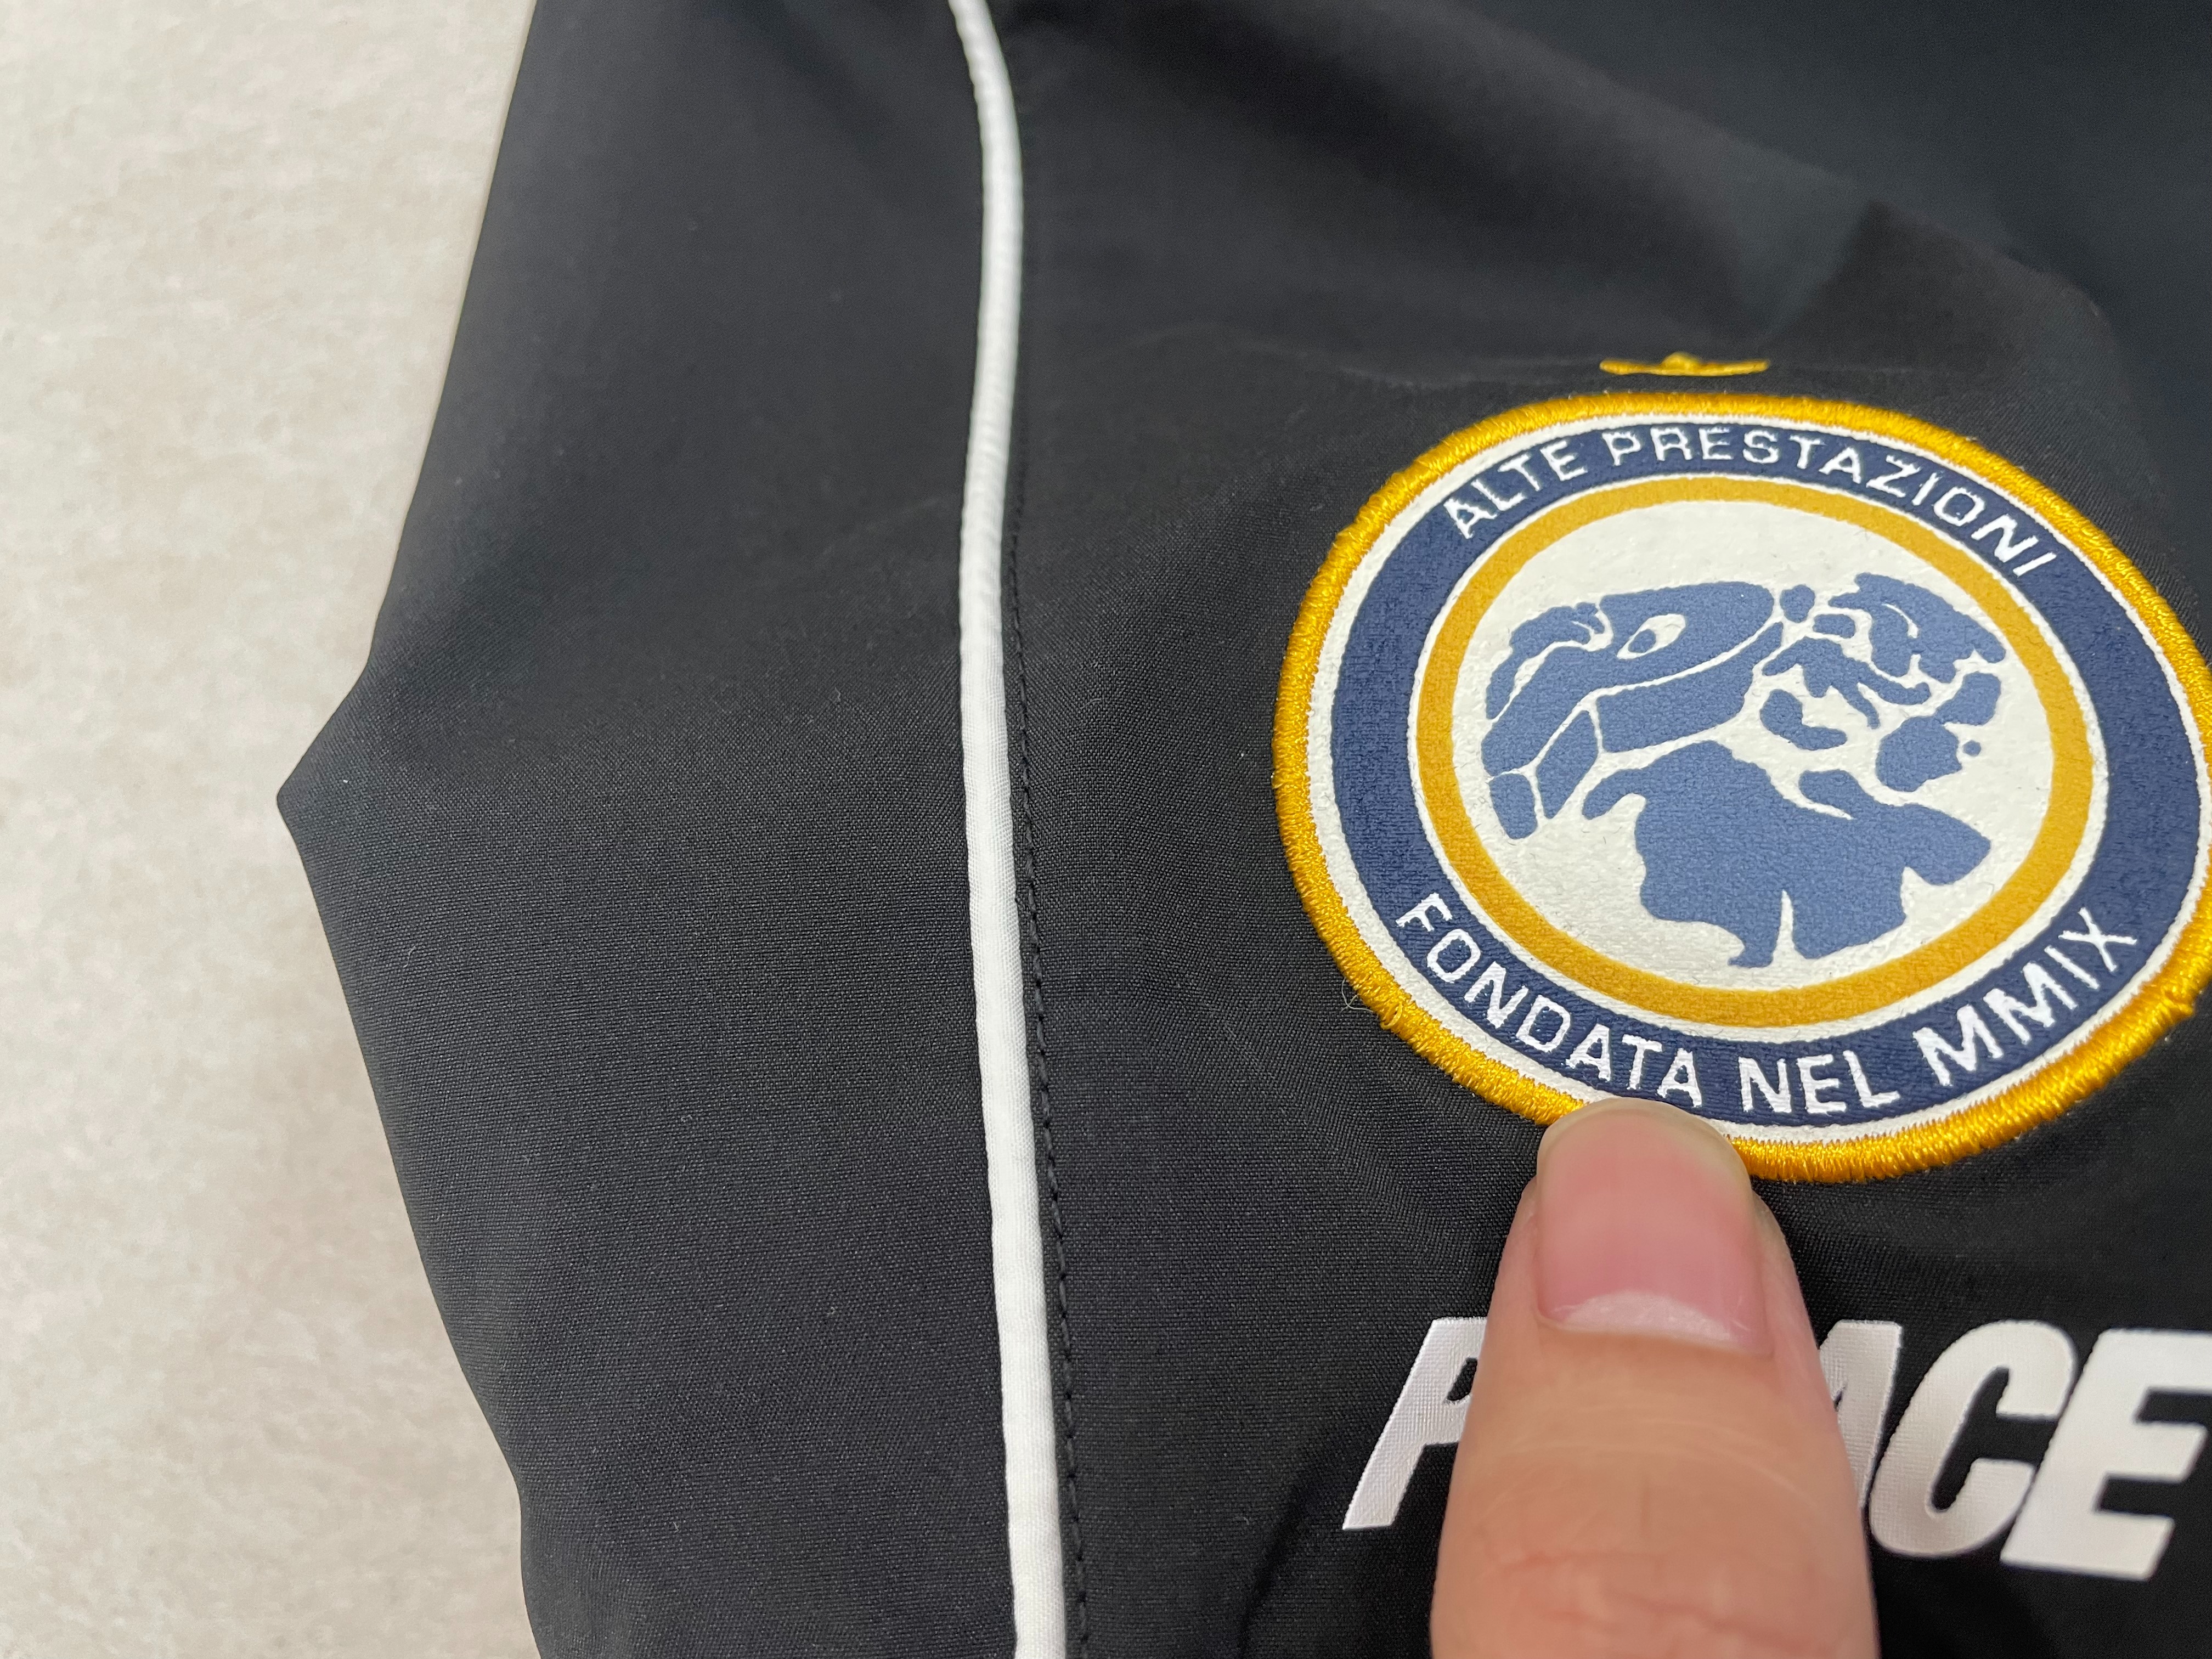 ALTE PRESTAZIONI
FONDATA NEL MMIX